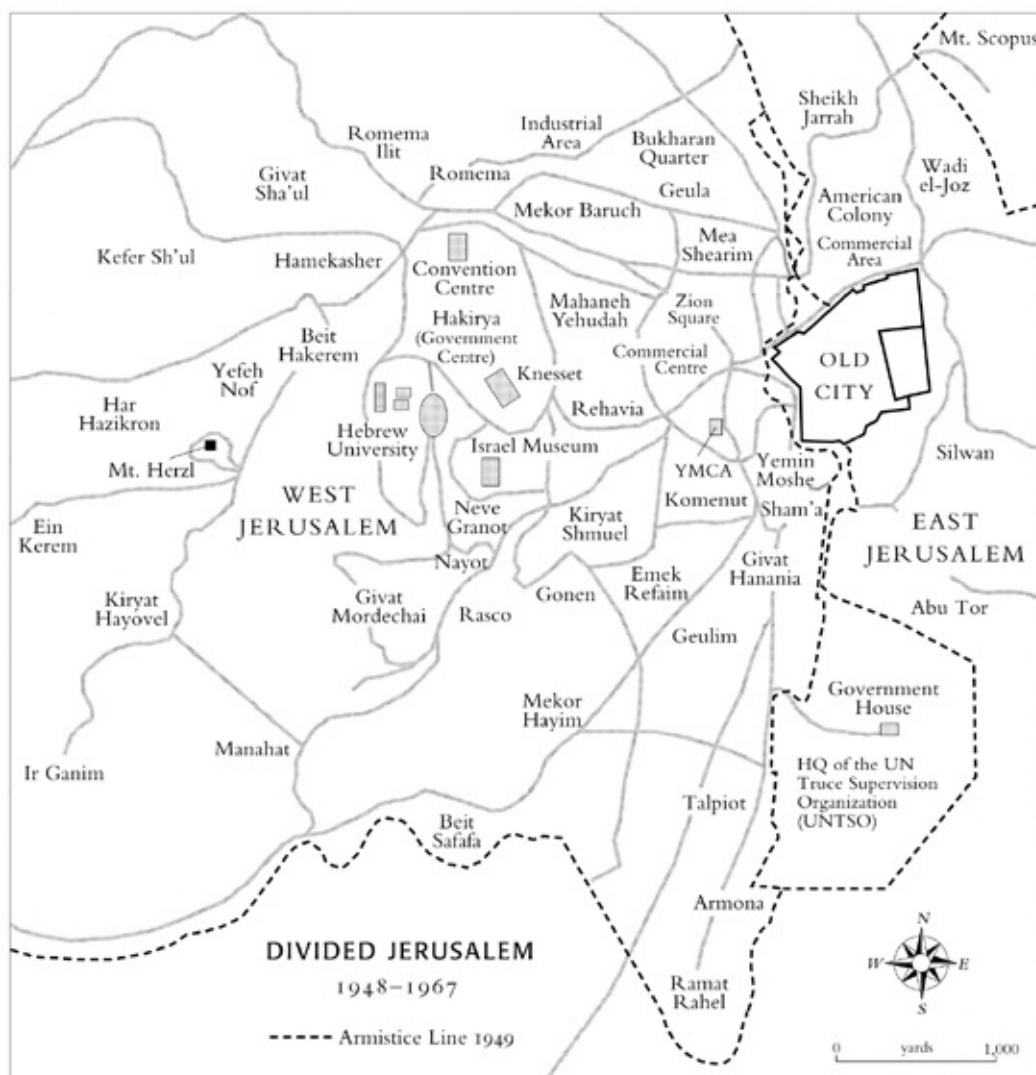 Mt. Scopus
Sheikh
Jarrah
Industrial
Area
Romema
Ilit
Bukharan
Quarter
Wadi
el-Joz
Romema
Givat
Sha'ul
Geula
American
Colony
Mekor Baruch
Mea
Shearim
Commercial
Area
Kefer Sh'ul
Hamekasher
Convention
Centre
Mahaneh
Yehudah
Zion
Square
Hakirya
(Government
Centre)
Beit
Hakerem
Commercial
Centre
OLD
CITY
Yefeh
Nof
Knesset
Har
Hazikron
Rehavia
Hebrew
University
Israel Museum
Mt. Herzl
YMCA
Yemin
Moshe
Silwan
WEST
JERUSALEM
Neve
Granot
Komenut
Sham'a
Kiryat
Shmuel
EAST
JERUSALEM
Ein
Kerem
Nayot
Givat
Hanania
Emek
Refaim
Kiryat
Hayovel
Givat
Mordechai
Rasco
Gonen
Abu Tor
Geulim
Government
House
Mekor
Hayim
Manahat
Ir Ganim
HQ of the UN
Truce Supervision
Organization
(UNTSO)
Talpiot
Beit
Safafa
Armona
Ramat
Rahel
DIVIDED JERUSALEM
1948–1967
Armistice Line 1949
N
W E
S
0 yards 1,000